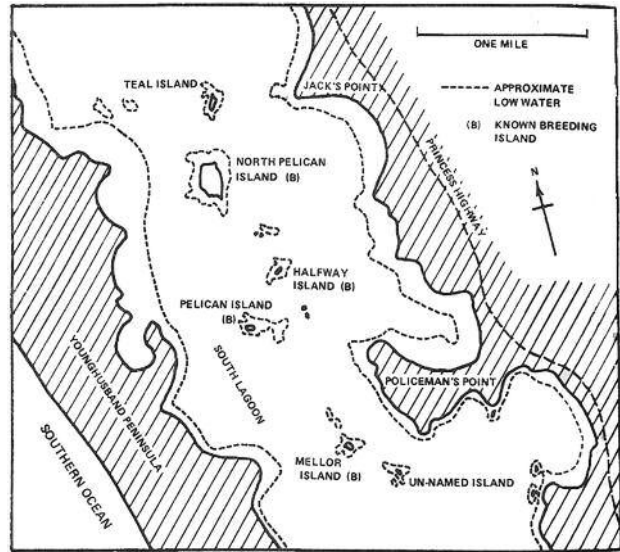 ONE MILE
TEAL ISLAND
JACK'S POINT
APPROXIMATE
LOW WATER
(B) KNOWN BREEDING
ISLAND
NORTH PELICAN
ISLAND (B)
PRINCESS HIGHWAY
N
HALFWAY
ISLAND (B)
PELICAN ISLAND
(B)
SOUTH LAGOON
YOUNGHUSBAND PENINSULA
POLICEMAN'S POINT
SOUTHERN OCEAN
MELLOR
ISLAND (B)
UN-NAMED ISLAND